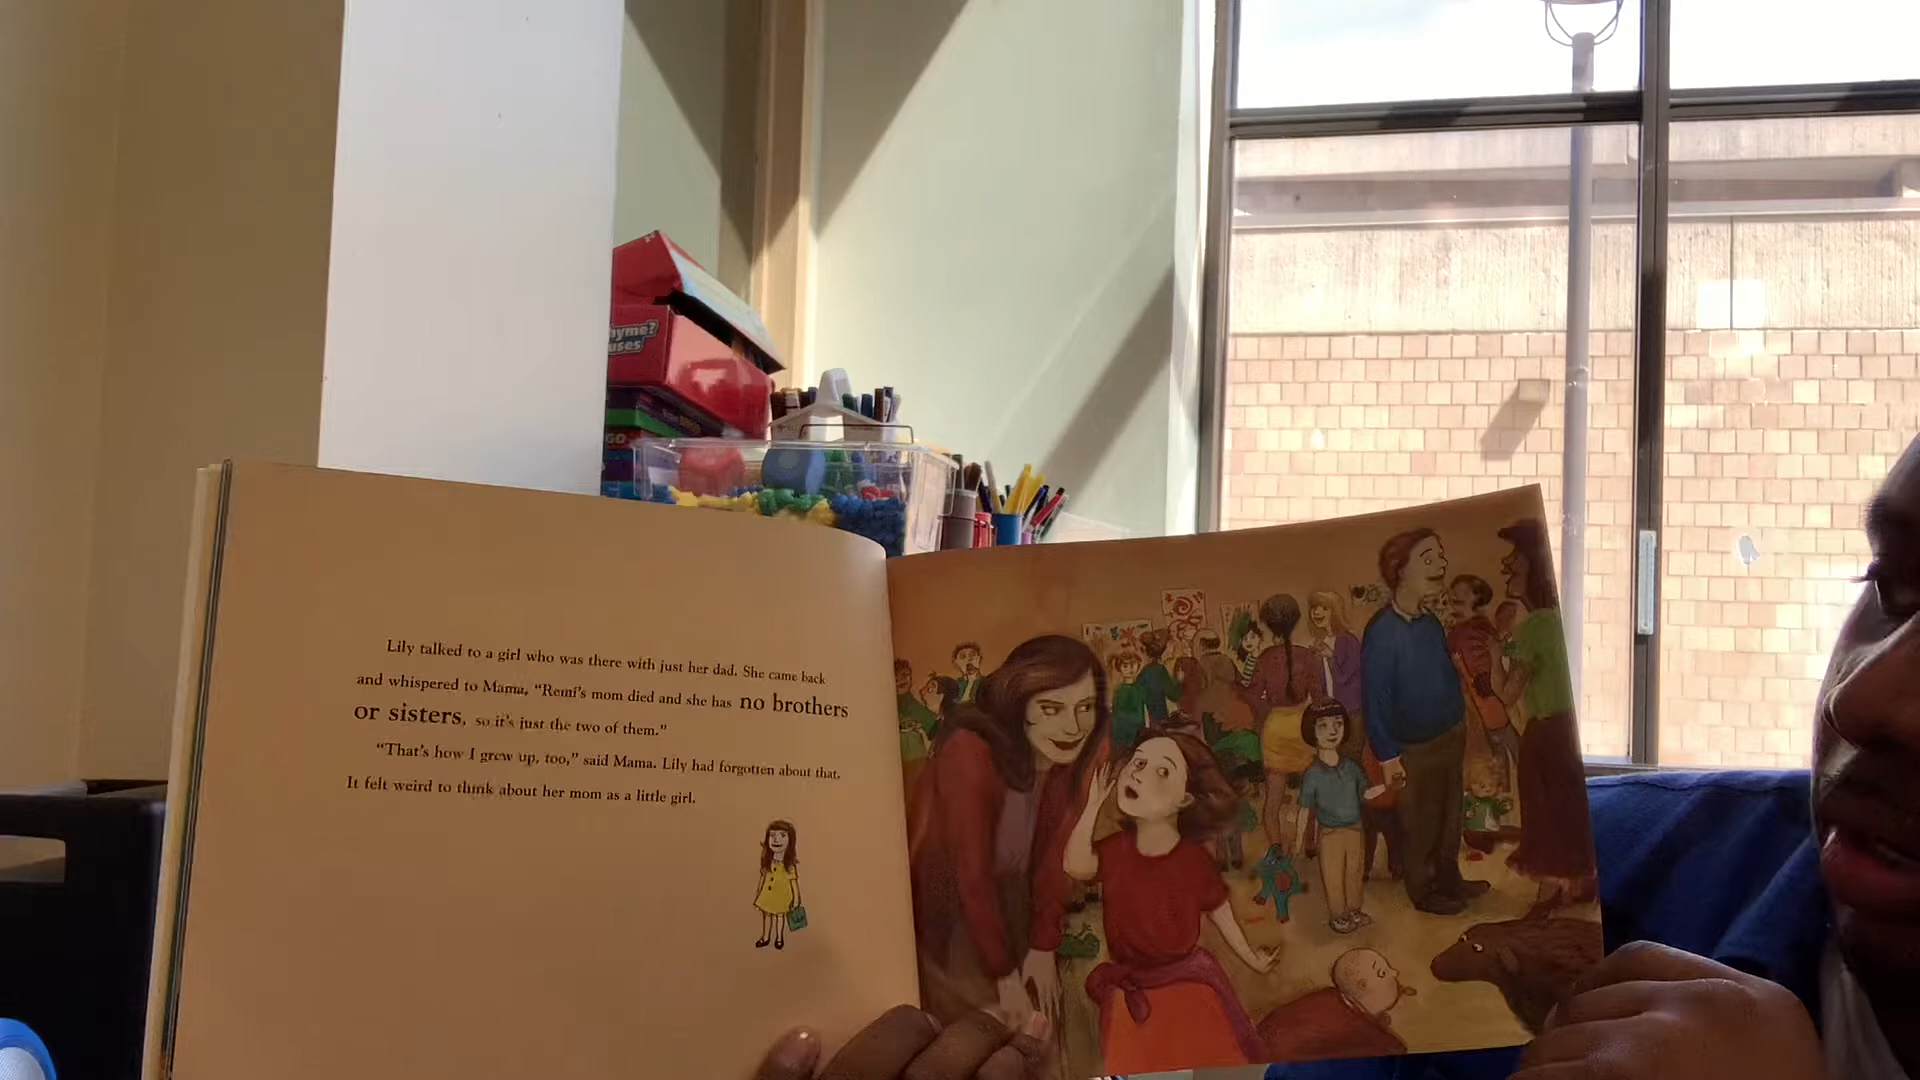 hyme?
uses
GO
Lily talked to a girl who was there with just her dad. She came back
and whispered to Mama, “Remi’s mom died and she has no brothers
or sisters, so it’s just the two of them.”
“That’s how I grew up, too,” said Mama. Lily had forgotten about that.
It felt weird to think about her mom as a little girl.